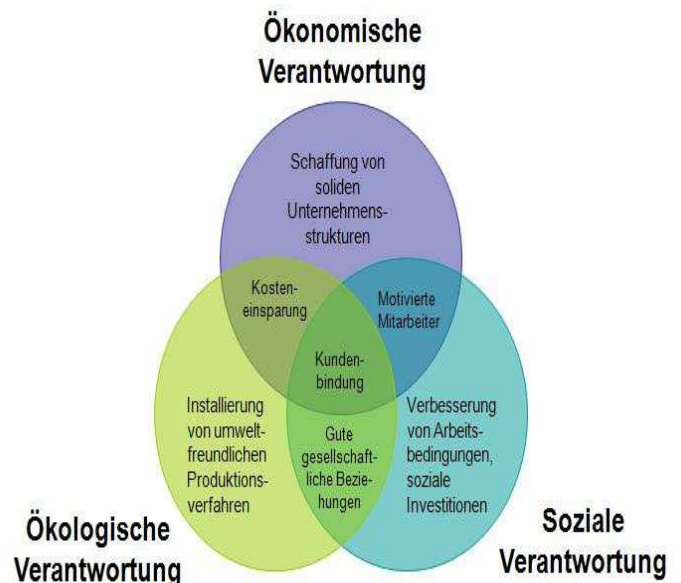 Ökonomische
Verantwortung
Schaffung von
soliden
Unternehmens-
strukturen
Kosten-
einsparung
Motivierte
Mitarbeiter
Kunden-
bindung
Installierung
von umwelt-
freundlichen
Produktions-
verfahren
Gute
gesellschaft-
liche Bezie-
hungen
Verbesserung
von Arbeits-
bedingungen,
soziale
Investitionen
Ökologische
Verantwortung
Soziale
Verantwortung